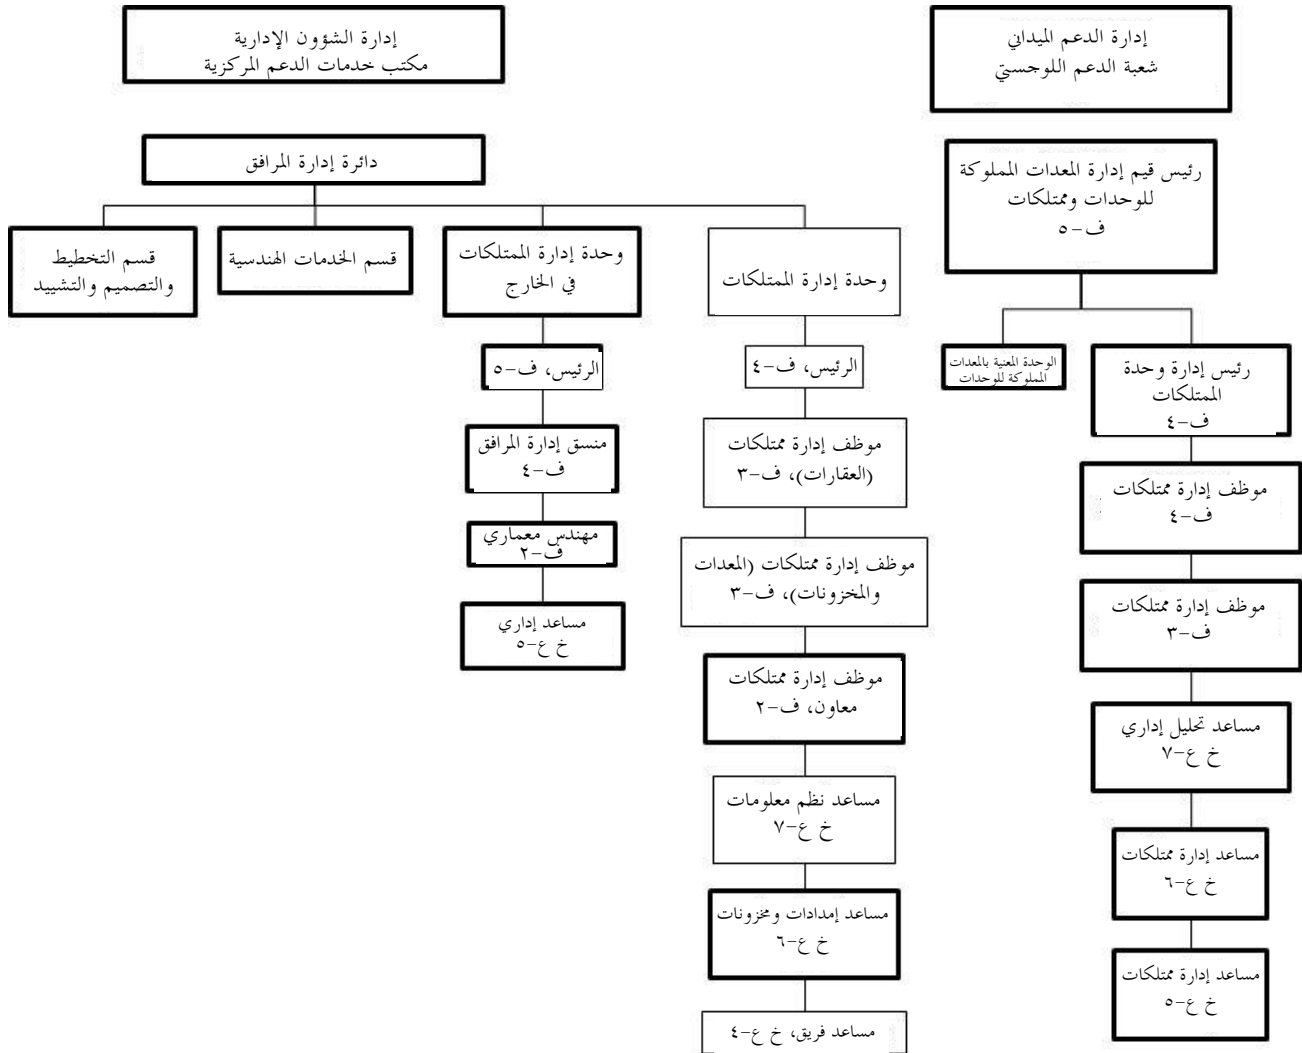 إدارة الدعم الميداني
شعبة الدعم اللوجستي
رئيس قيم إدارة المعدات المملوكة
للوحدات وممتلكات
ف-٥
رئيس إدارة وحدة
الممتلكات
ف-٤
الوحدة المعنية بالمعدات
المملوكة للوحدات
موظف إدارة ممتلكات
ف-٤
موظف إدارة ممتلكات
ف-٣
مساعد تحليل إداري
خ ع-٧
مساعد إدارة ممتلكات
خ ع-٦
مساعد إدارة ممتلكات
خ ع-٥
إدارة الشؤون الإدارية
مكتب خدمات الدعم المركزية
دائرة إدارة المرافق
وحدة إدارة الممتلكات
الرئيس، ف-٤
موظف إدارة ممتلكات
(العقارات)، ف-٣
موظف إدارة ممتلكات (المعدات
والمخزونات)، ف-٣
موظف إدارة ممتلكات
معاون، ف-٢
مساعد نظم معلومات
خ ع-٧
مساعد إمدادات ومخزونات
خ ع-٦
مساعد فريق، خ ع-٤
وحدة إدارة الممتلكات
في الخارج
الرئيس، ف-٥
منسق إدارة المرافق
ف-٤
مهندس معماري
ف-٢
مساعد إداري
خ ع-٥
قسم الخدمات الهندسية
قسم التخطيط
والتصميم والتشييد